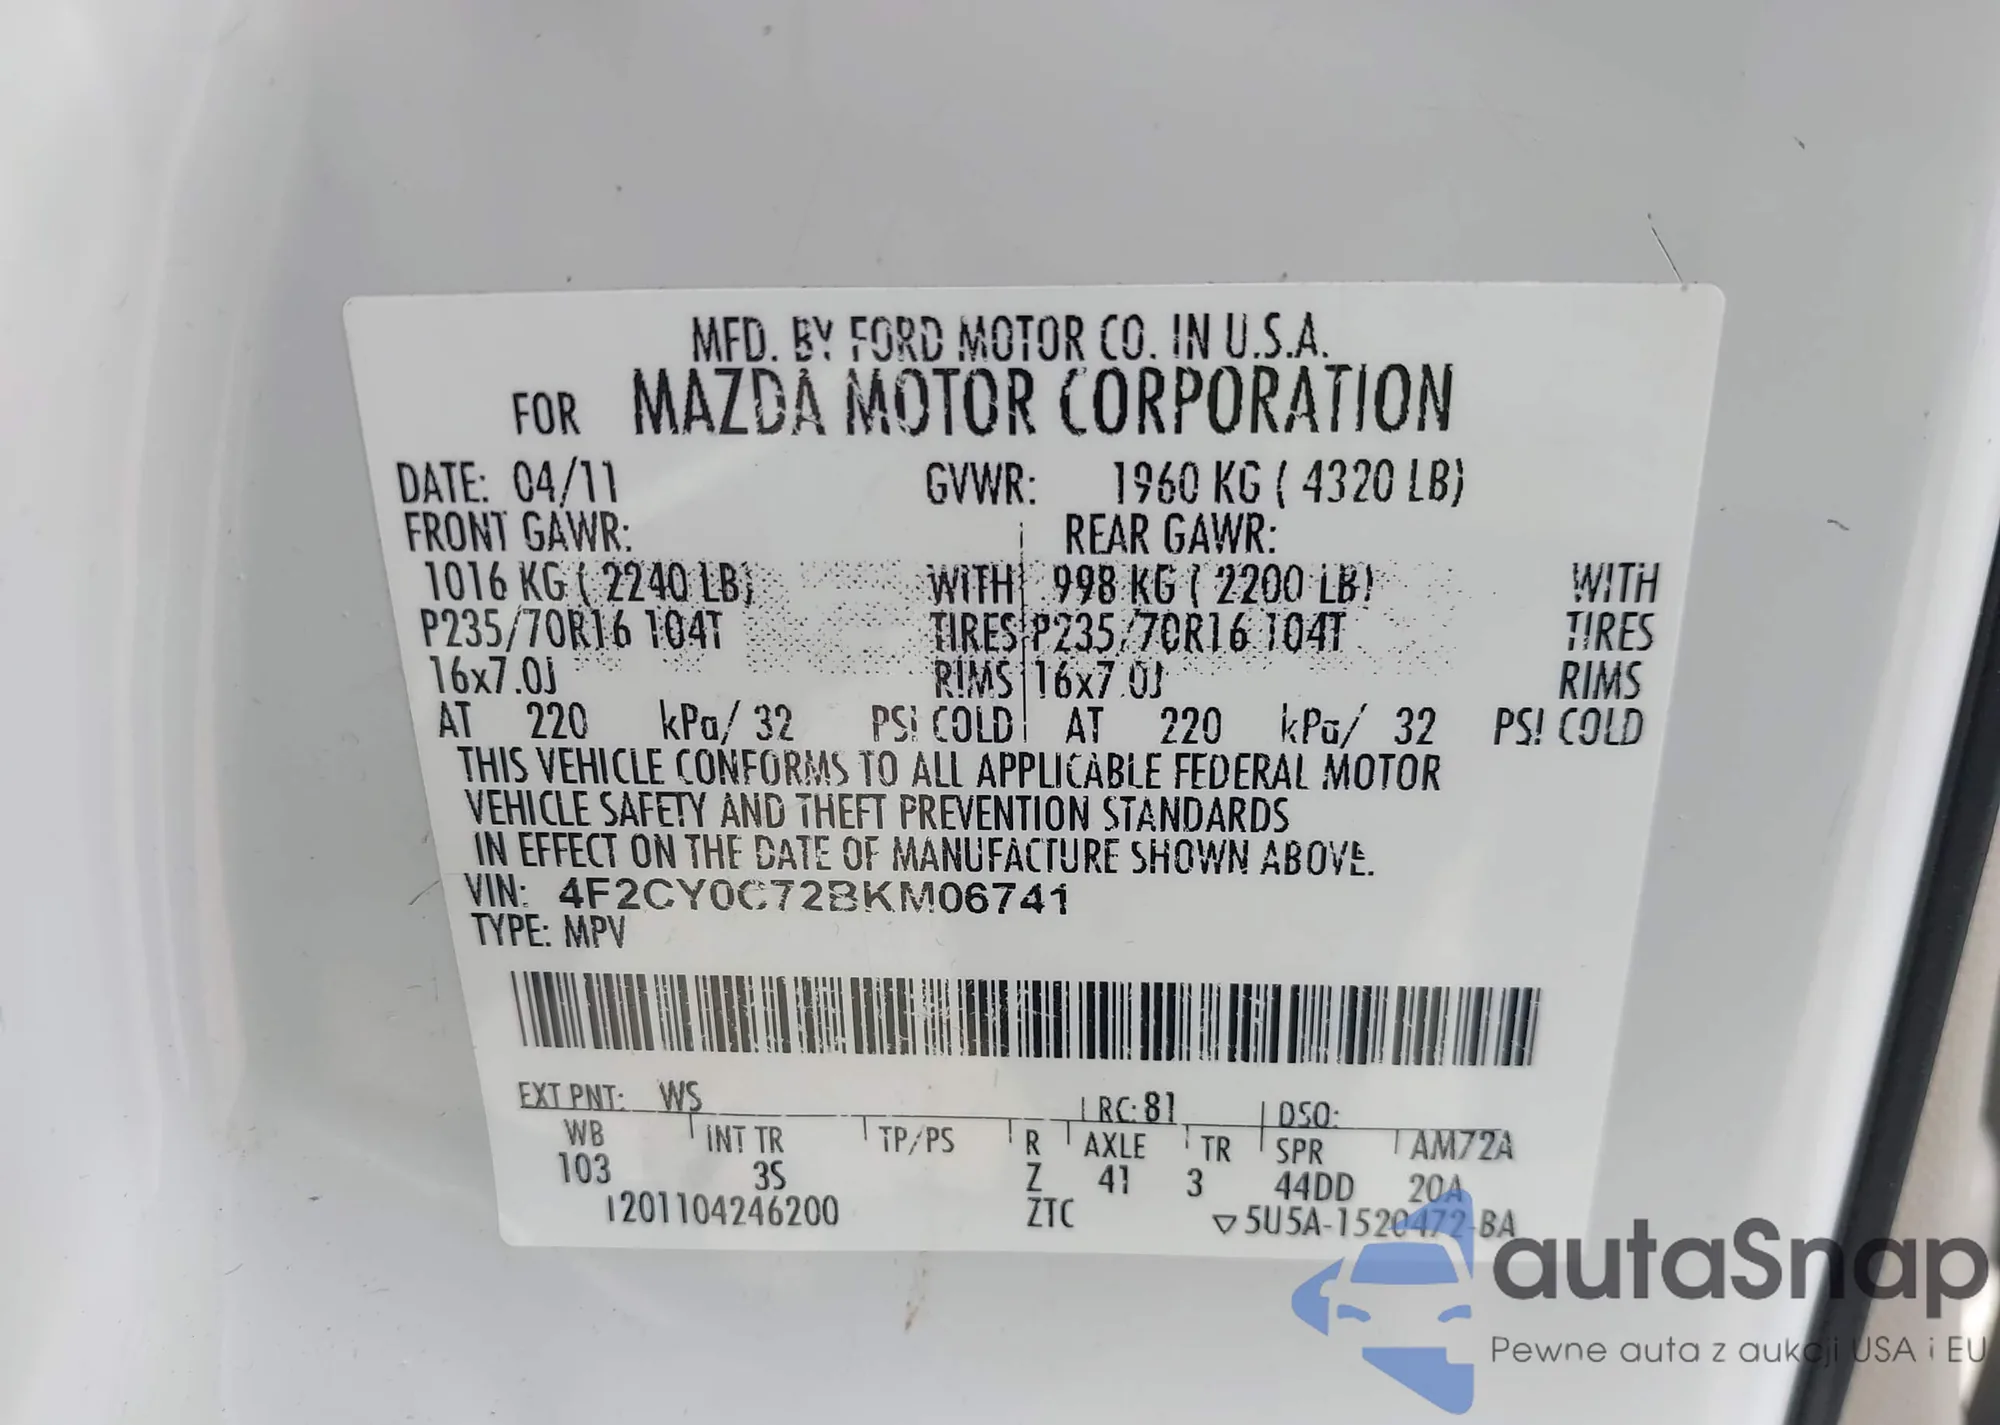 MFD. BY FORD MOTOR CO. IN U.S.A.
FOR MAZDA MOTOR CORPORATION
DATE: 04/11 GVWR: 1960 KG ( 4320 LB)
FRONT GAWR: REAR GAWR:
1016 KG ( 2240 LB) WITH 998 KG ( 2200 LB) WITH
P235/70R16 104T TIRES P235/70R16 104T TIRES
16x7.0J RIMS 16x7.0J RIMS
AT 220 kPa/ 32 PSI COLD AT 220 kPa/ 32 PSI COLD
THIS VEHICLE CONFORMS TO ALL APPLICABLE FEDERAL MOTOR
VEHICLE SAFETY AND THEFT PREVENTION STANDARDS
IN EFFECT ON THE DATE OF MANUFACTURE SHOWN ABOVE.
VIN: 4F2CY0C72BKM06741
TYPE: MPV
EXT PNT: WS RC: 81 DSO:
WB INT TR TP/PS R AXLE TR SPR AM72A
103 3S Z 41 3 44DD 20A
1201104246200 ZTC ▽ 5U5A-1520472-BA
autaSnap
Pewne auta z aukcji USA i EU